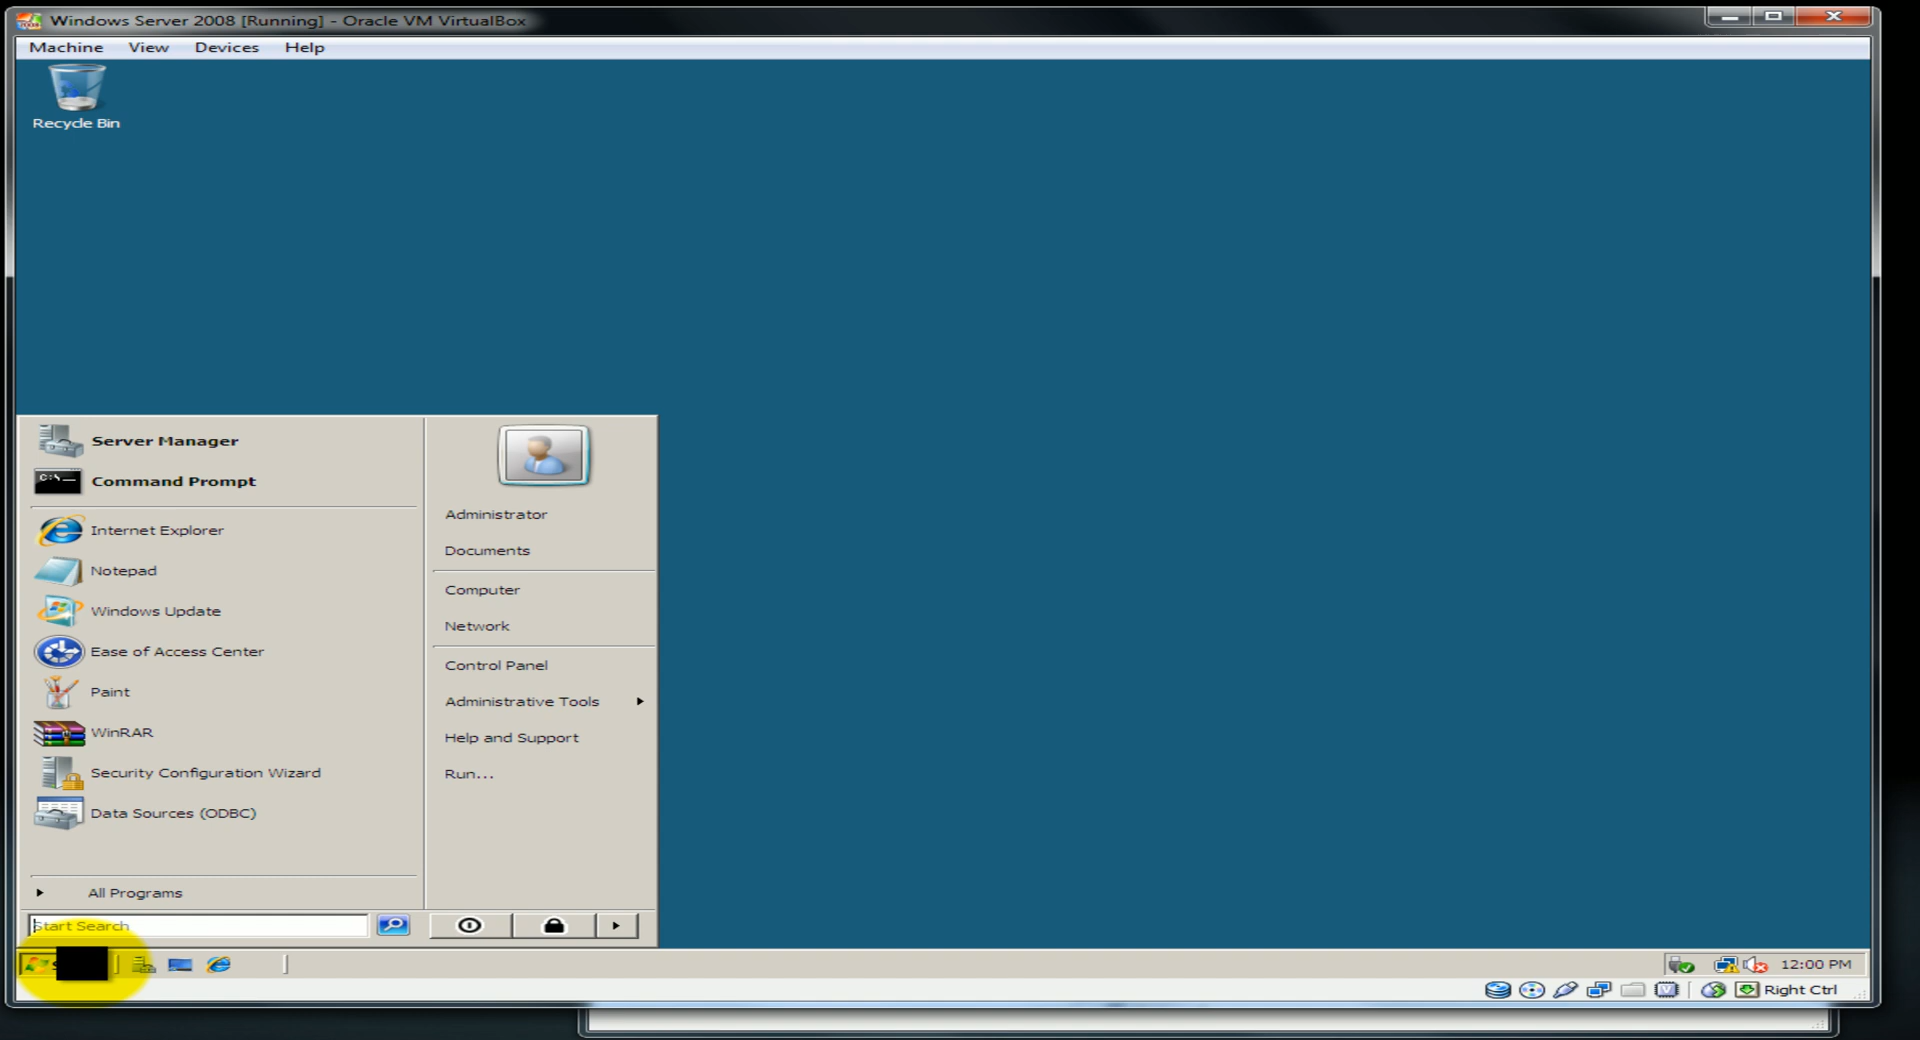 Windows Server 2008 [Running] - Oracle VM VirtualBox
Machine View Devices Help
Recycle Bin
Server Manager
Command Prompt
Internet Explorer
Notepad
Windows Update
Ease of Access Center
Paint
WinRAR
Security Configuration Wizard
Data Sources (ODBC)
All Programs
Start Search
Administrator
Documents
Computer
Network
Control Panel
Administrative Tools
Help and Support
Run...
12:00 PM
Right Ctrl